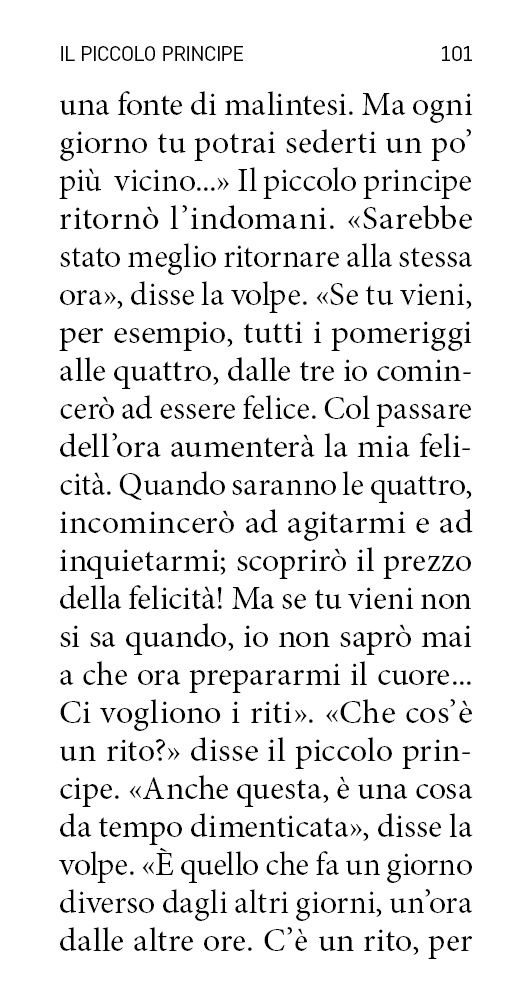 IL PICCOLO PRINCIPE 101
una fonte di malintesi. Ma ogni
giorno tu potrai sederti un po’
più vicino...» Il piccolo principe
ritornò l’indomani. «Sarebbe
stato meglio ritornare alla stessa
ora», disse la volpe. «Se tu vieni,
per esempio, tutti i pomeriggi
alle quattro, dalle tre io comin-
cerò ad essere felice. Col passare
dell’ora aumenterà la mia feli-
cità. Quando saranno le quattro,
incomincerò ad agitarmi e ad
inquietarmi; scoprirò il prezzo
della felicità! Ma se tu vieni non
si sa quando, io non saprò mai
a che ora prepararmi il cuore...
Ci vogliono i riti». «Che cos’è
un rito?» disse il piccolo prin-
cipe. «Anche questa, è una cosa
da tempo dimenticata», disse la
volpe. «È quello che fa un giorno
diverso dagli altri giorni, un’ora
dalle altre ore. C’è un rito, per